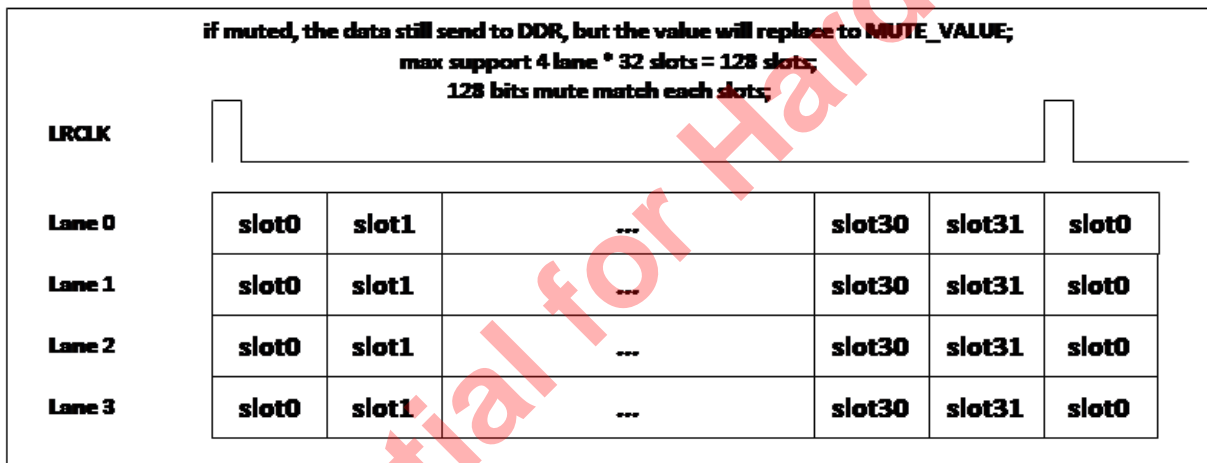 if muted, the data still send to DDR, but the value will replace to MUTE_VALUE;
max support 4 lane * 32 slots = 128 slots;
128 bits mute match each slots;
LRCLK
Lane 0 slot0 slot1 ... slot30 slot31 slot0
Lane 1 slot0 slot1 ... slot30 slot31 slot0
Lane 2 slot0 slot1 ... slot30 slot31 slot0
Lane 3 slot0 slot1 ... slot30 slot31 slot0
for